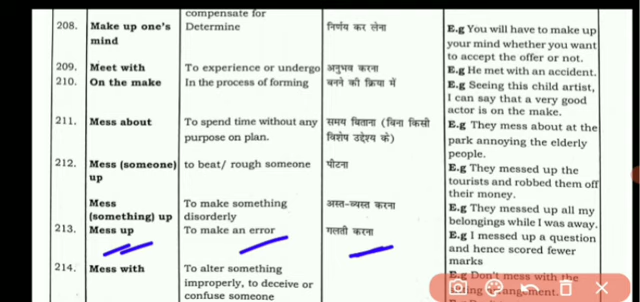 compensate for
208. Make up one's Determine निर्णय कर लेना E.g You will have to make up
mind your mind whether you want
to accept the offer or not.
209. Meet with To experience or undergo अनुभव करना E.g He met with an accident.
210. On the make In the process of forming बनने की क्रिया में E.g Seeing this child artist,
I can say that a very good
actor is on the make.
211. Mess about To spend time without any समय बिताना (बिना किसी E.g They mess about at the
purpose on plan. विशेष उद्देश्य के) park annoying the elderly
people.
212. Mess (someone) to beat/ rough someone पीटना E.g They messed up the
up tourists and robbed them off
their money.
Mess To make something अस्त-व्यस्त करना E.g They messed up all my
(something) up disorderly belongings while I was away.
213. Mess up To make an error गलती करना E.g I messed up a question
and hence scored fewer
marks
214. Mess with To alter something E.g Don't mess with the
improperly, to deceive or
confuse someone